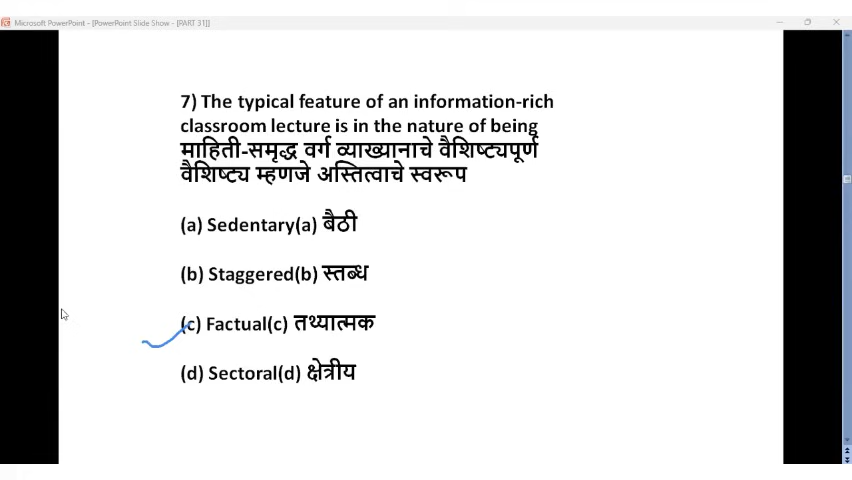 Microsoft PowerPoint - [PowerPoint Slide Show - [PART 31]]
7) The typical feature of an information-rich
classroom lecture is in the nature of being
माहिती-समृद्ध वर्ग व्याख्यानाचे वैशिष्ट्यपूर्ण
वैशिष्ट्य म्हणजे अस्तित्वाचे स्वरूप
(a) Sedentary(a) बैठी
(b) Staggered(b) स्तब्ध
(c) Factual(c) तथ्यात्मक
(d) Sectoral(d) क्षेत्रीय